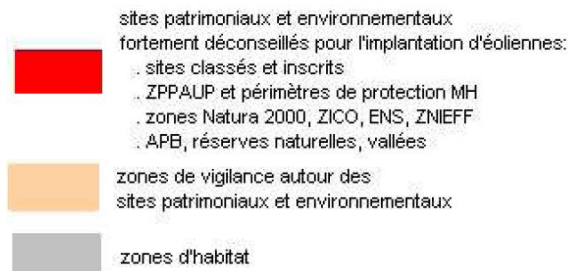 sites patrimoniaux et environnementaux
fortement déconseillés pour l'implantation d'éoliennes:
. sites classés et inscrits
. ZPPAUP et périmètres de protection MH
. zones Natura 2000, ZICO, ENS, ZNIEFF
. APB, réserves naturelles, vallées
zones de vigilance autour des
sites patrimoniaux et environnementaux
zones d'habitat